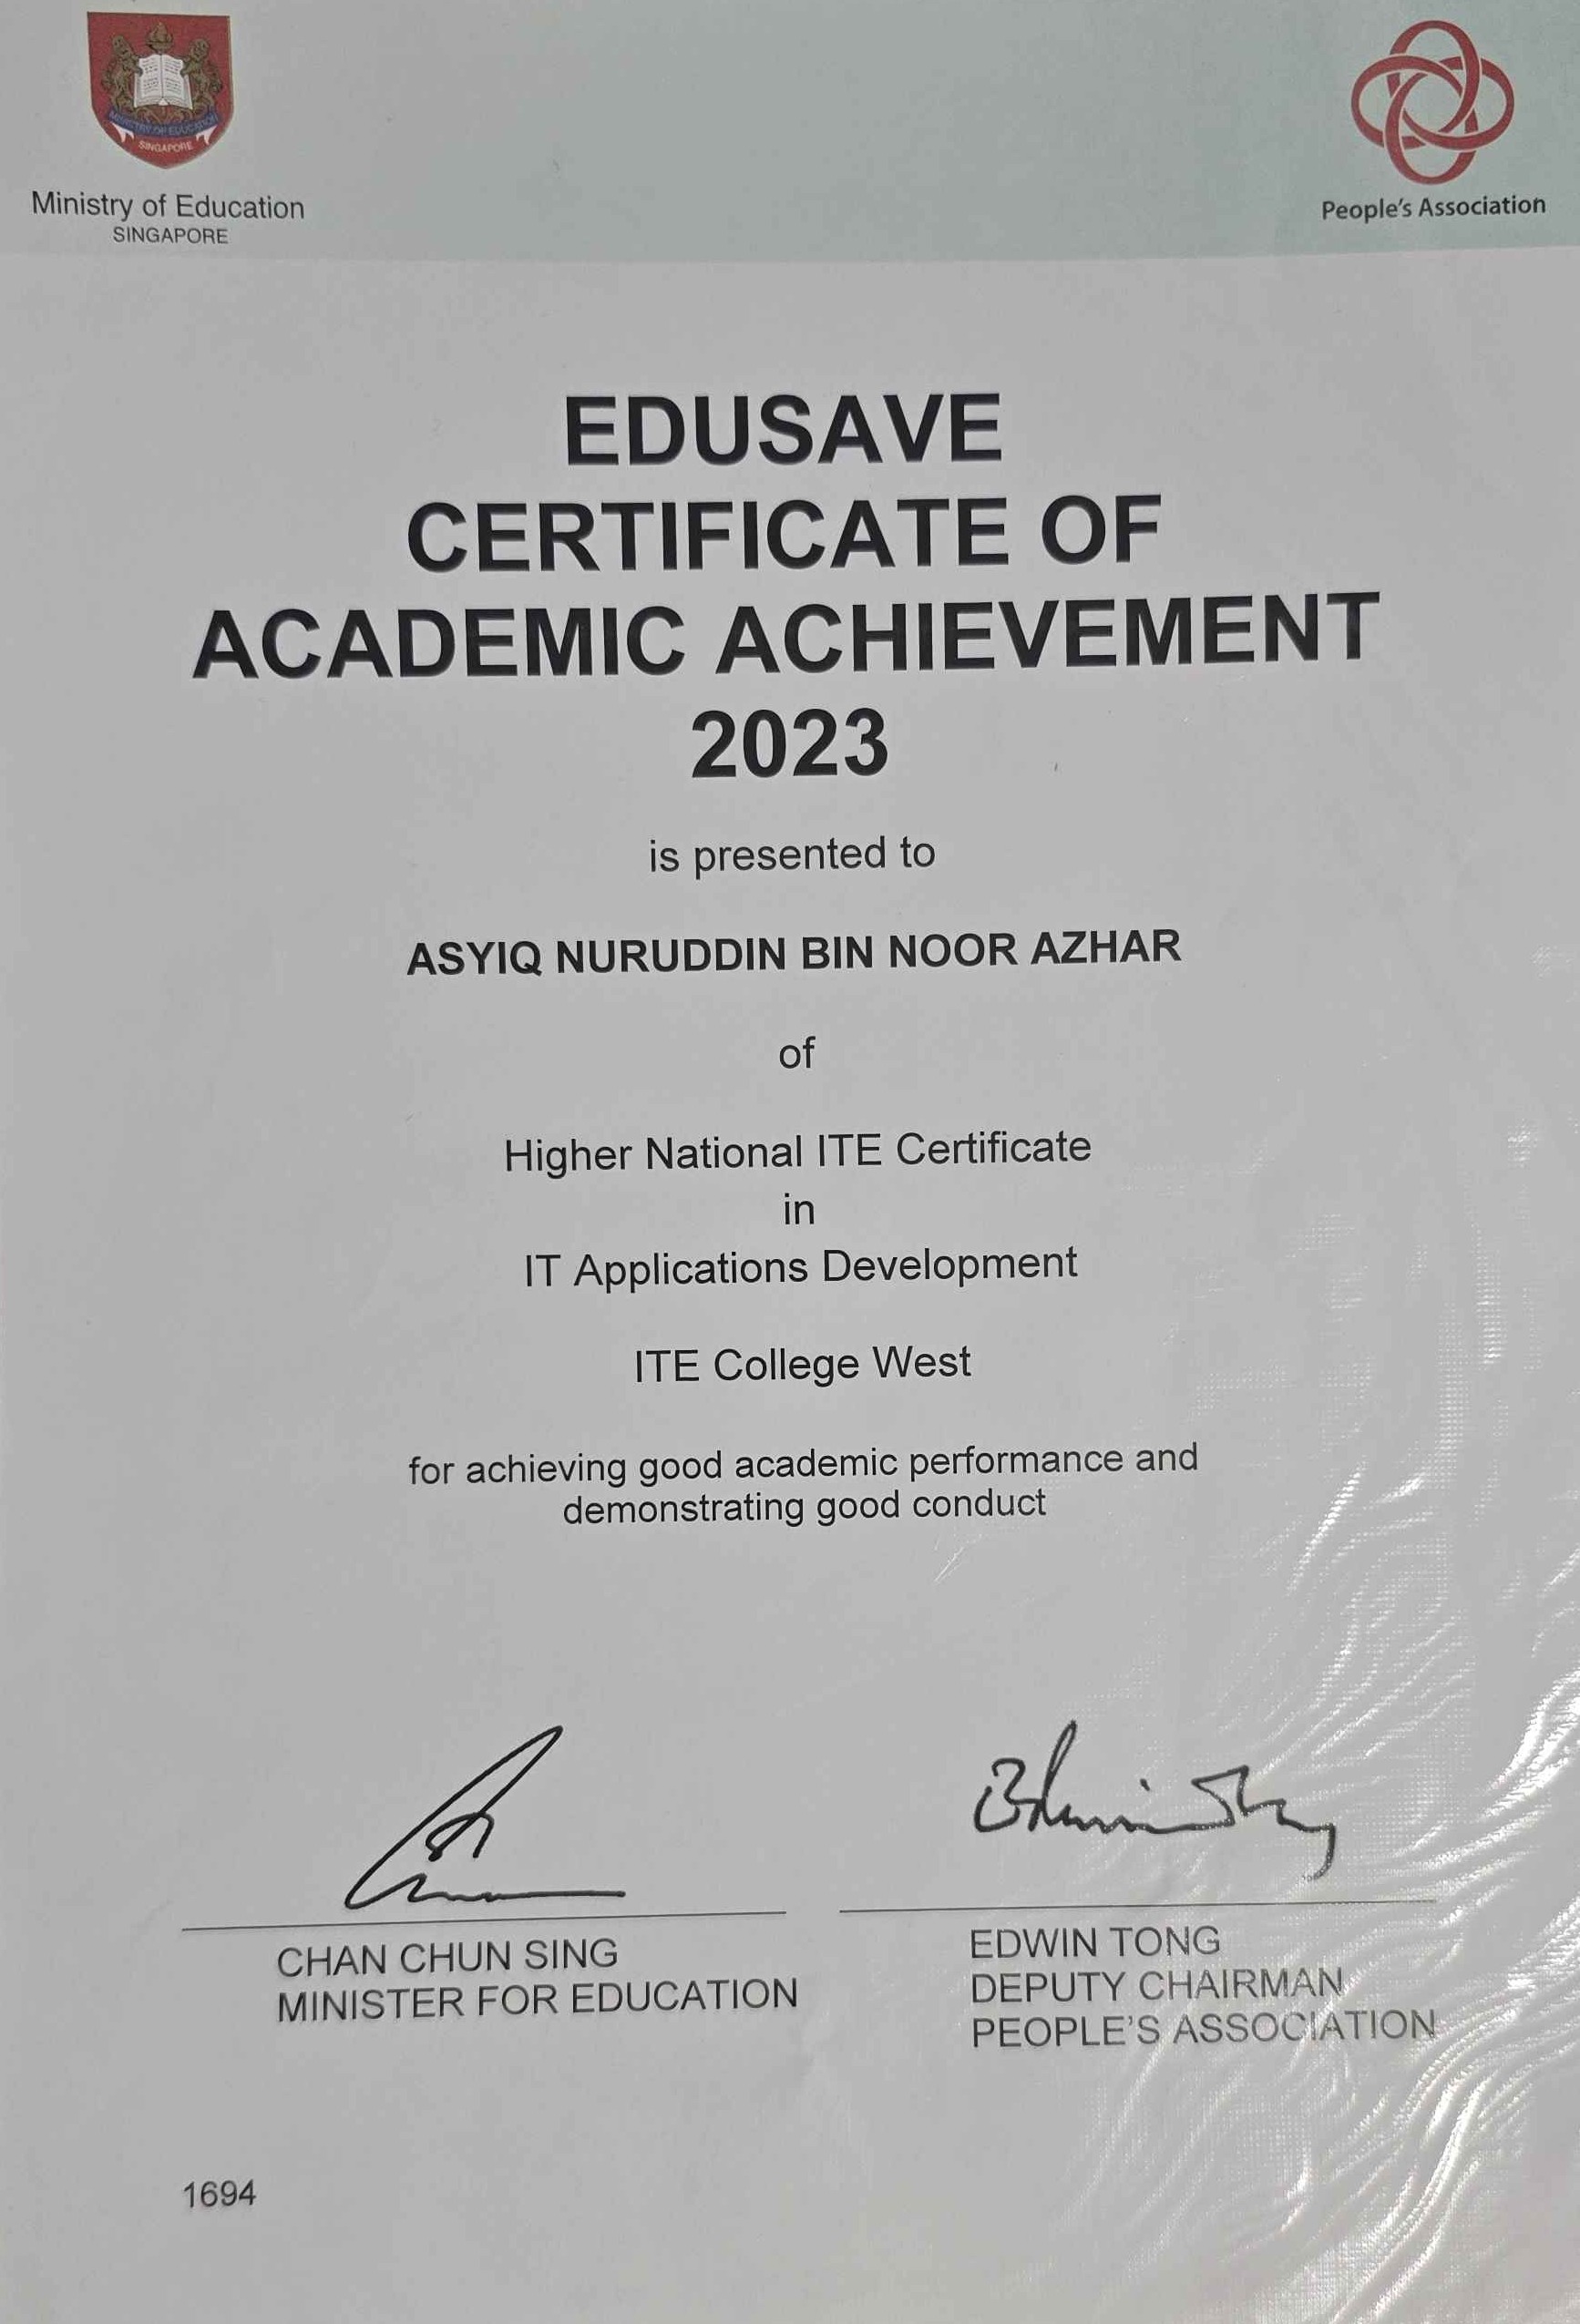 MINISTRY OF EDUCATION
SINGAPORE
Ministry of Education
SINGAPORE
People's Association
EDUSAVE
CERTIFICATE OF
ACADEMIC ACHIEVEMENT
2023
is presented to
ASYIQ NURUDDIN BIN NOOR AZHAR
of
Higher National ITE Certificate
in
IT Applications Development
ITE College West
for achieving good academic performance and
demonstrating good conduct
CHAN CHUN SING
MINISTER FOR EDUCATION
EDWIN TONG
DEPUTY CHAIRMAN
PEOPLE'S ASSOCIATION
1694